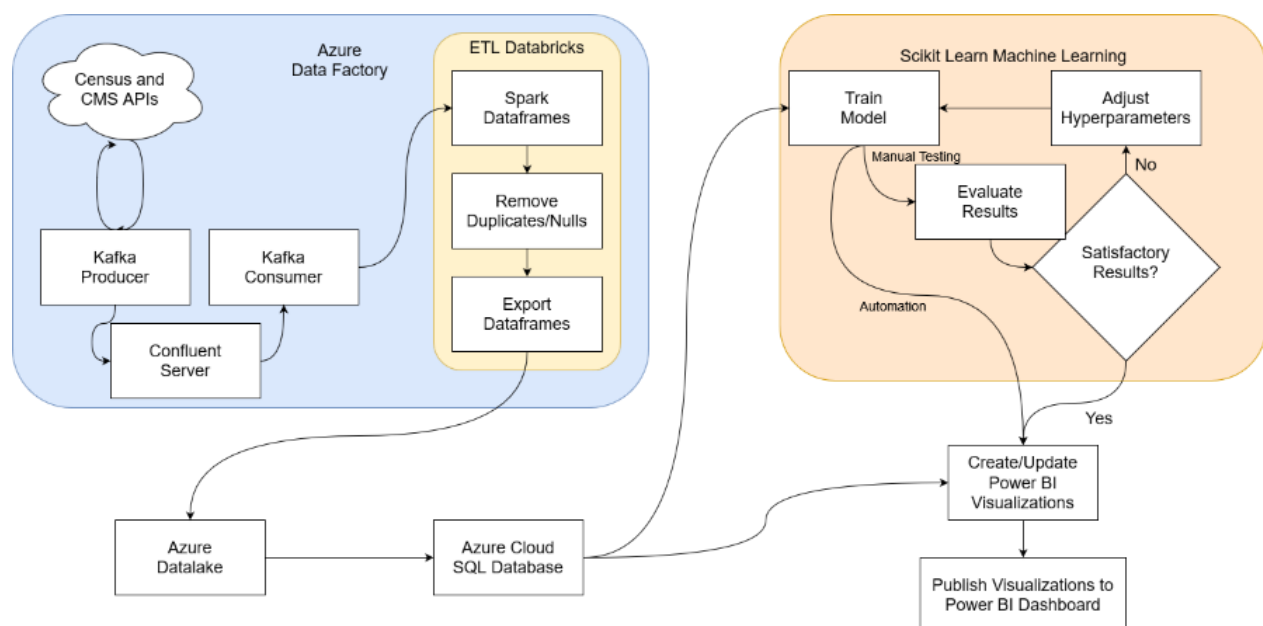 Azure
Data Factory
Census and
CMS APIs
Kafka
Producer
Confluent
Server
Kafka
Consumer
ETL Databricks
Spark
Dataframes
Remove
Duplicates/Nulls
Export
Dataframes
Azure
Datalake
Azure Cloud
SQL Database
Scikit Learn Machine Learning
Train
Model
Adjust
Hyperparameters
Manual Testing
Evaluate
Results
No
Satisfactory
Results?
Automation
Yes
Create/Update
Power BI
Visualizations
Publish Visualizations to
Power BI Dashboard